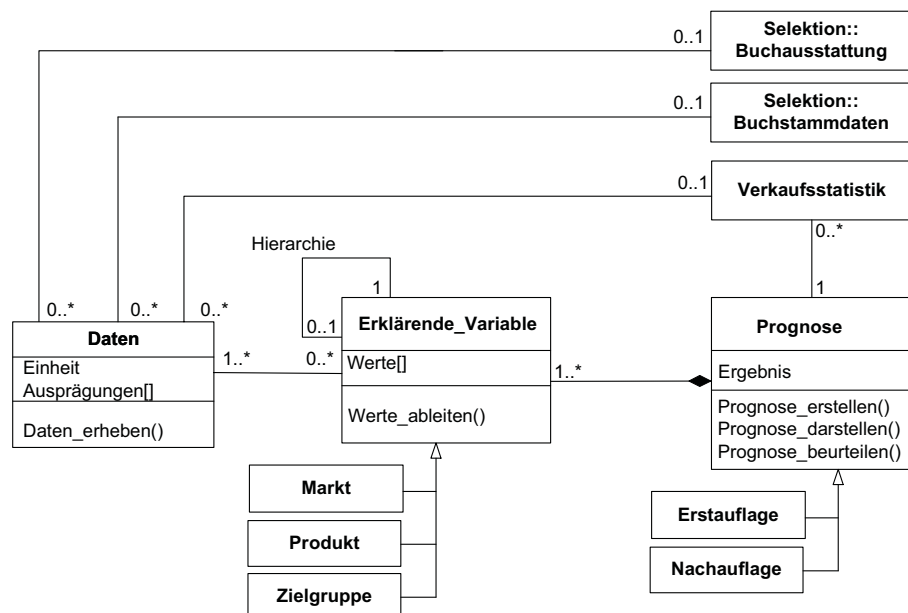 Selektion::
Buchausstattung
0..1
Selektion::
Buchstammdaten
0..1
Verkaufsstatistik
0..1
0..*
Hierarchie
1
0..1
1
0..*
0..*
0..*
Daten
Einheit
Ausprägungen[]
Daten_erheben()
1..*
0..*
Erklärende_Variable
Werte[]
Werte_ableiten()
1..*
Prognose
Ergebnis
Prognose_erstellen()
Prognose_darstellen()
Prognose_beurteilen()
Markt
Produkt
Zielgruppe
Erstauflage
Nachauflage